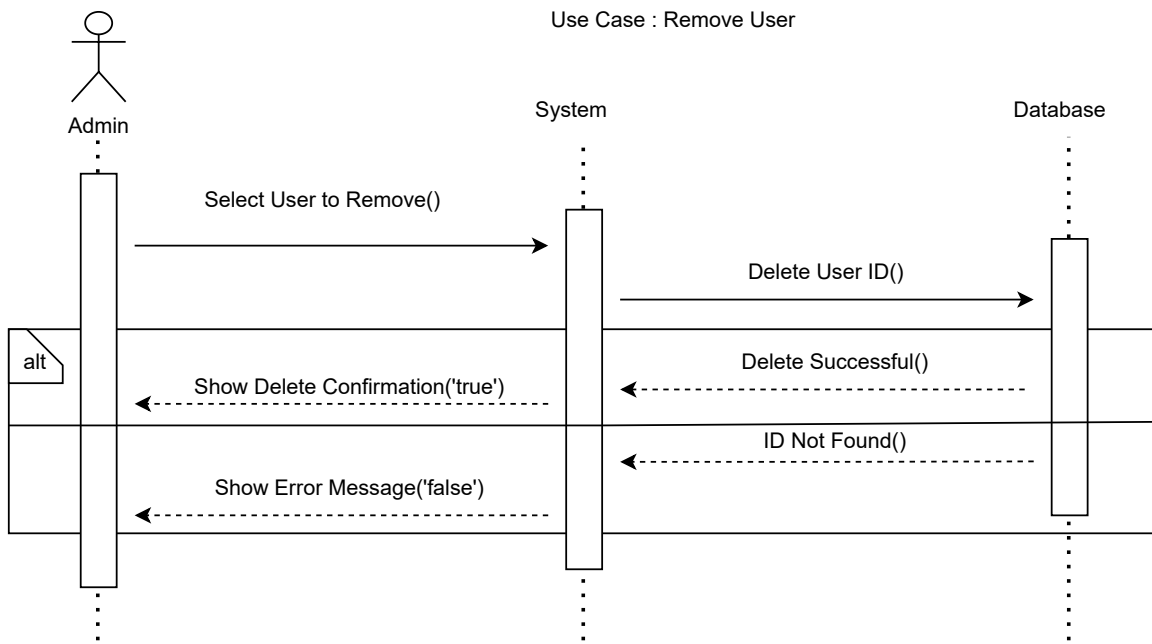 Use Case : Remove User
Admin
System
Database
Select User to Remove()
Delete User ID()
alt
Delete Successful()
Show Delete Confirmation('true')
ID Not Found()
Show Error Message('false')